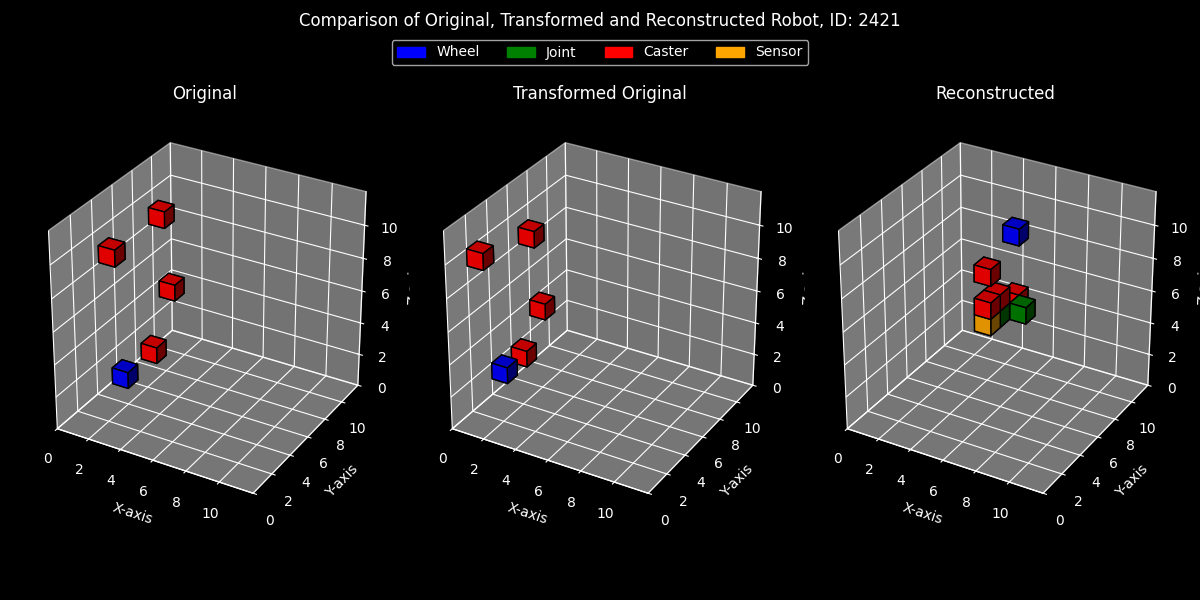 Comparison of Original, Transformed and Reconstructed Robot, ID: 2421
Wheel Joint Caster Sensor
Original Transformed Original Reconstructed
10 10 10
8 8 8
6 6 6
4 4 4
2 2 2
0 0 0
0 2 4 6 8 10 0 2 4 6 8 10 0 2 4 6 8 10
0 2 4 6 8 10 0 2 4 6 8 10 0 2 4 6 8 10
X-axis Y-axis X-axis Y-axis X-axis Y-axis